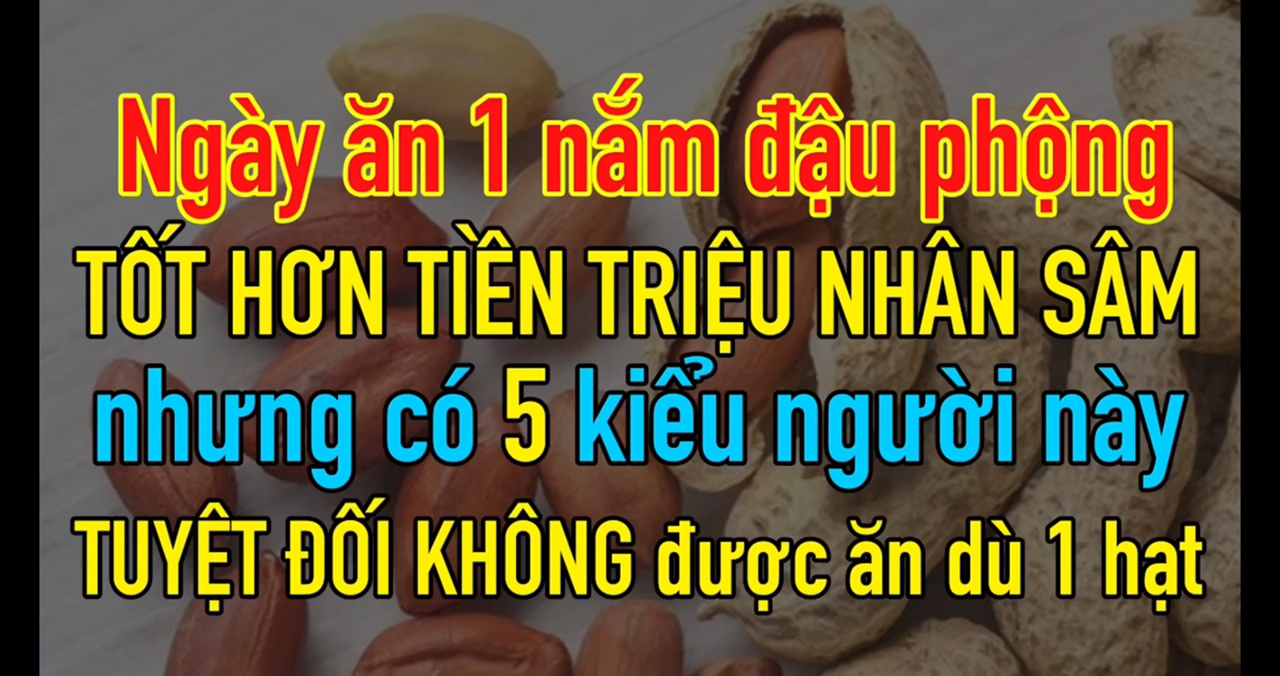 Ngày ăn 1 nắm đậu phộng
TỐT HƠN TIỀN TRIỆU NHÂN SÂM
nhưng có 5 kiểu người này
TUYỆT ĐỐI KHÔNG được ăn dù 1 hạt